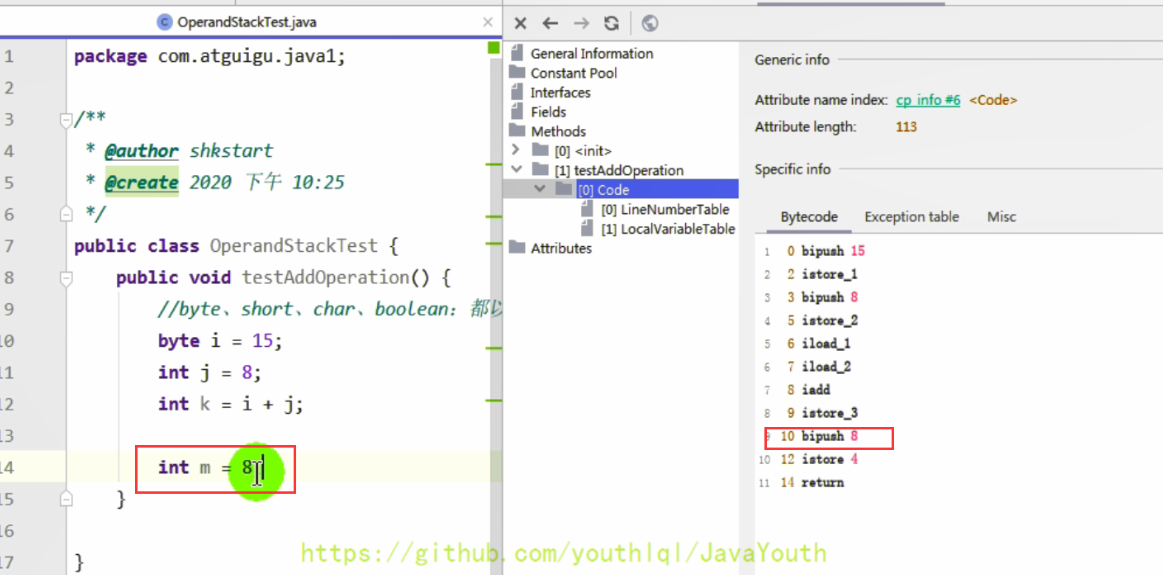 OperandStackTest.java
1 package com.atguigu.java1;
2
3 /**
4 * @author shkstart
5 * @create 2020 下午 10:25
6 */
7 public class OperandStackTest {
8 public void testAddOperation() {
9 //byte、short、char、boolean：都以
10 byte i = 15;
11 int j = 8;
12 int k = i + j;
13
14 int m = 8
15 }
16
17 }
General Information
Constant Pool
Interfaces
Fields
Methods
[0] <init>
[1] testAddOperation
[0] Code
[0] LineNumberTable
[1] LocalVariableTable
Attributes
Generic info
Attribute name index: cp info #6 <Code>
Attribute length: 113
Specific info
Bytecode Exception table Misc
1 0 bipush 15
2 2 istore_1
3 3 bipush 8
4 5 istore_2
5 6 iload_1
6 7 iload_2
7 8 iadd
8 9 istore_3
9 10 bipush 8
10 12 istore 4
11 14 return
https://github.com/youthlql/JavaYouth